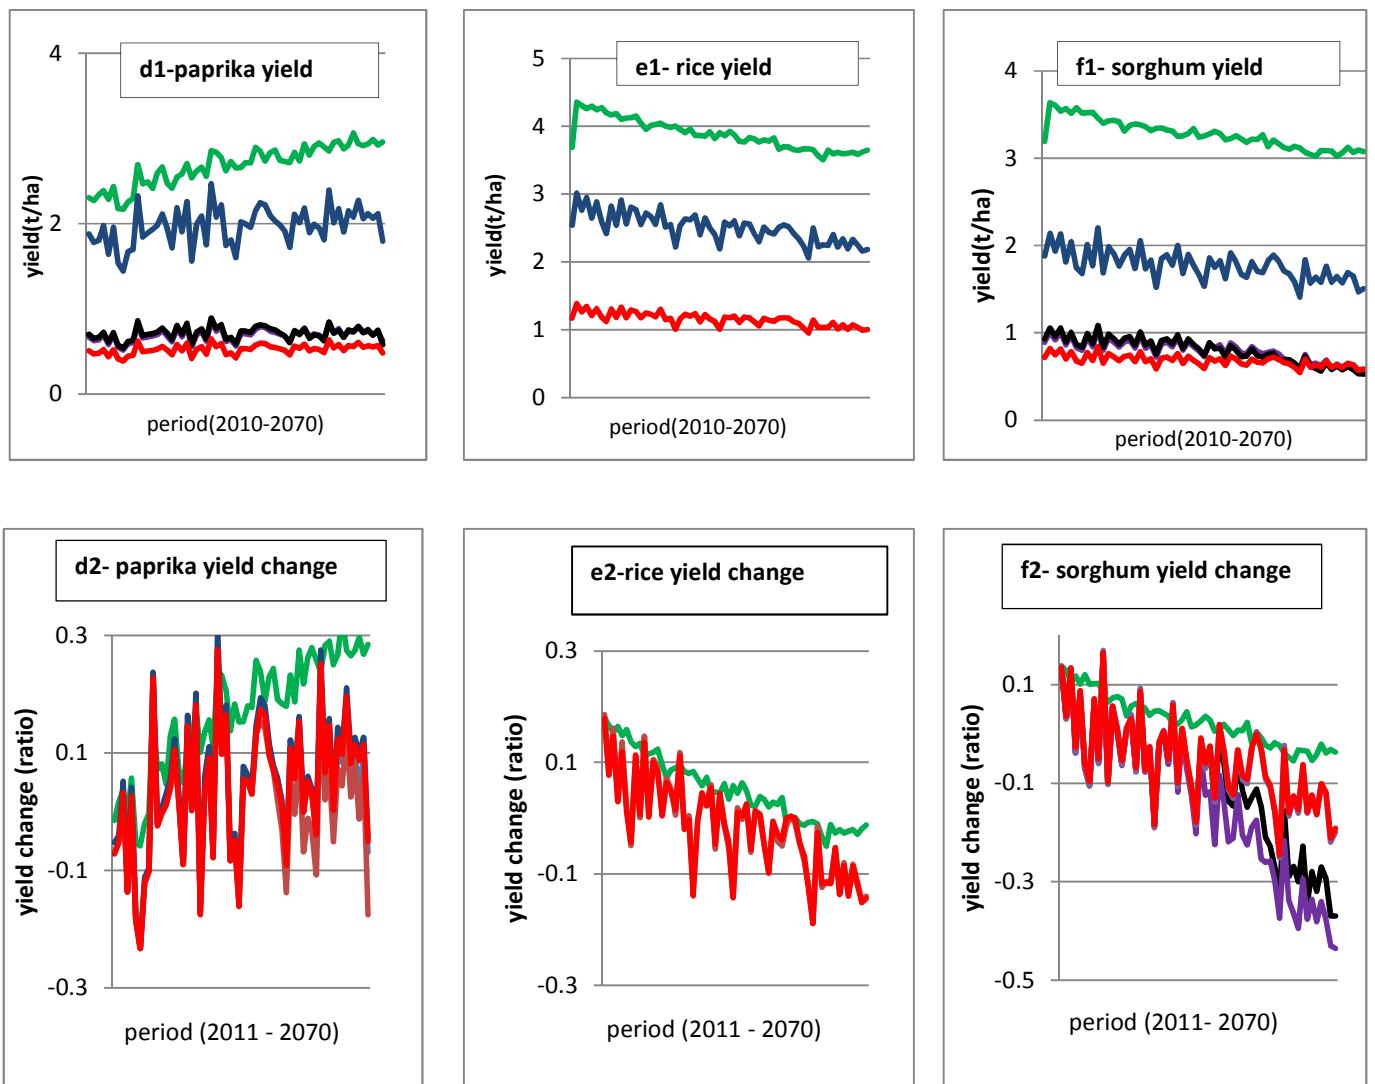 d1-paprika yield
4
2
0
yield(t/ha)
period(2010-2070)
e1- rice yield
5
4
3
2
1
0
yield(t/ha)
period(2010-2070)
f1- sorghum yield
4
3
2
1
0
yield(t/ha)
period(2010-2070)
d2- paprika yield change
0.3
0.1
-0.1
-0.3
yield change (ratio)
period (2011 - 2070)
e2-rice yield change
0.3
0.1
-0.1
-0.3
yield change (ratio)
period (2011 - 2070)
f2- sorghum yield change
0.1
-0.1
-0.3
-0.5
yield change (ratio)
period (2011- 2070)